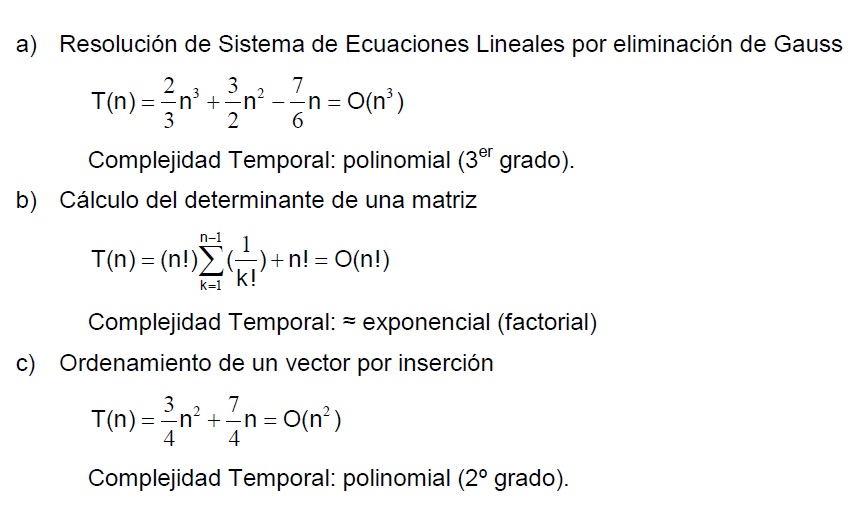 a) Resolución de Sistema de Ecuaciones Lineales por eliminación de Gauss
T(n) = \frac{2}{3}n^3 + \frac{3}{2}n^2 - \frac{7}{6}n = O(n^3)
Complejidad Temporal: polinomial (3^{er} grado).
b) Cálculo del determinante de una matriz
T(n) = (n!)\sum_{k=1}^{n-1}(\frac{1}{k!}) + n! = O(n!)
Complejidad Temporal: ≈ exponencial (factorial)
c) Ordenamiento de un vector por inserción
T(n) = \frac{3}{4}n^2 + \frac{7}{4}n = O(n^2)
Complejidad Temporal: polinomial (2º grado).